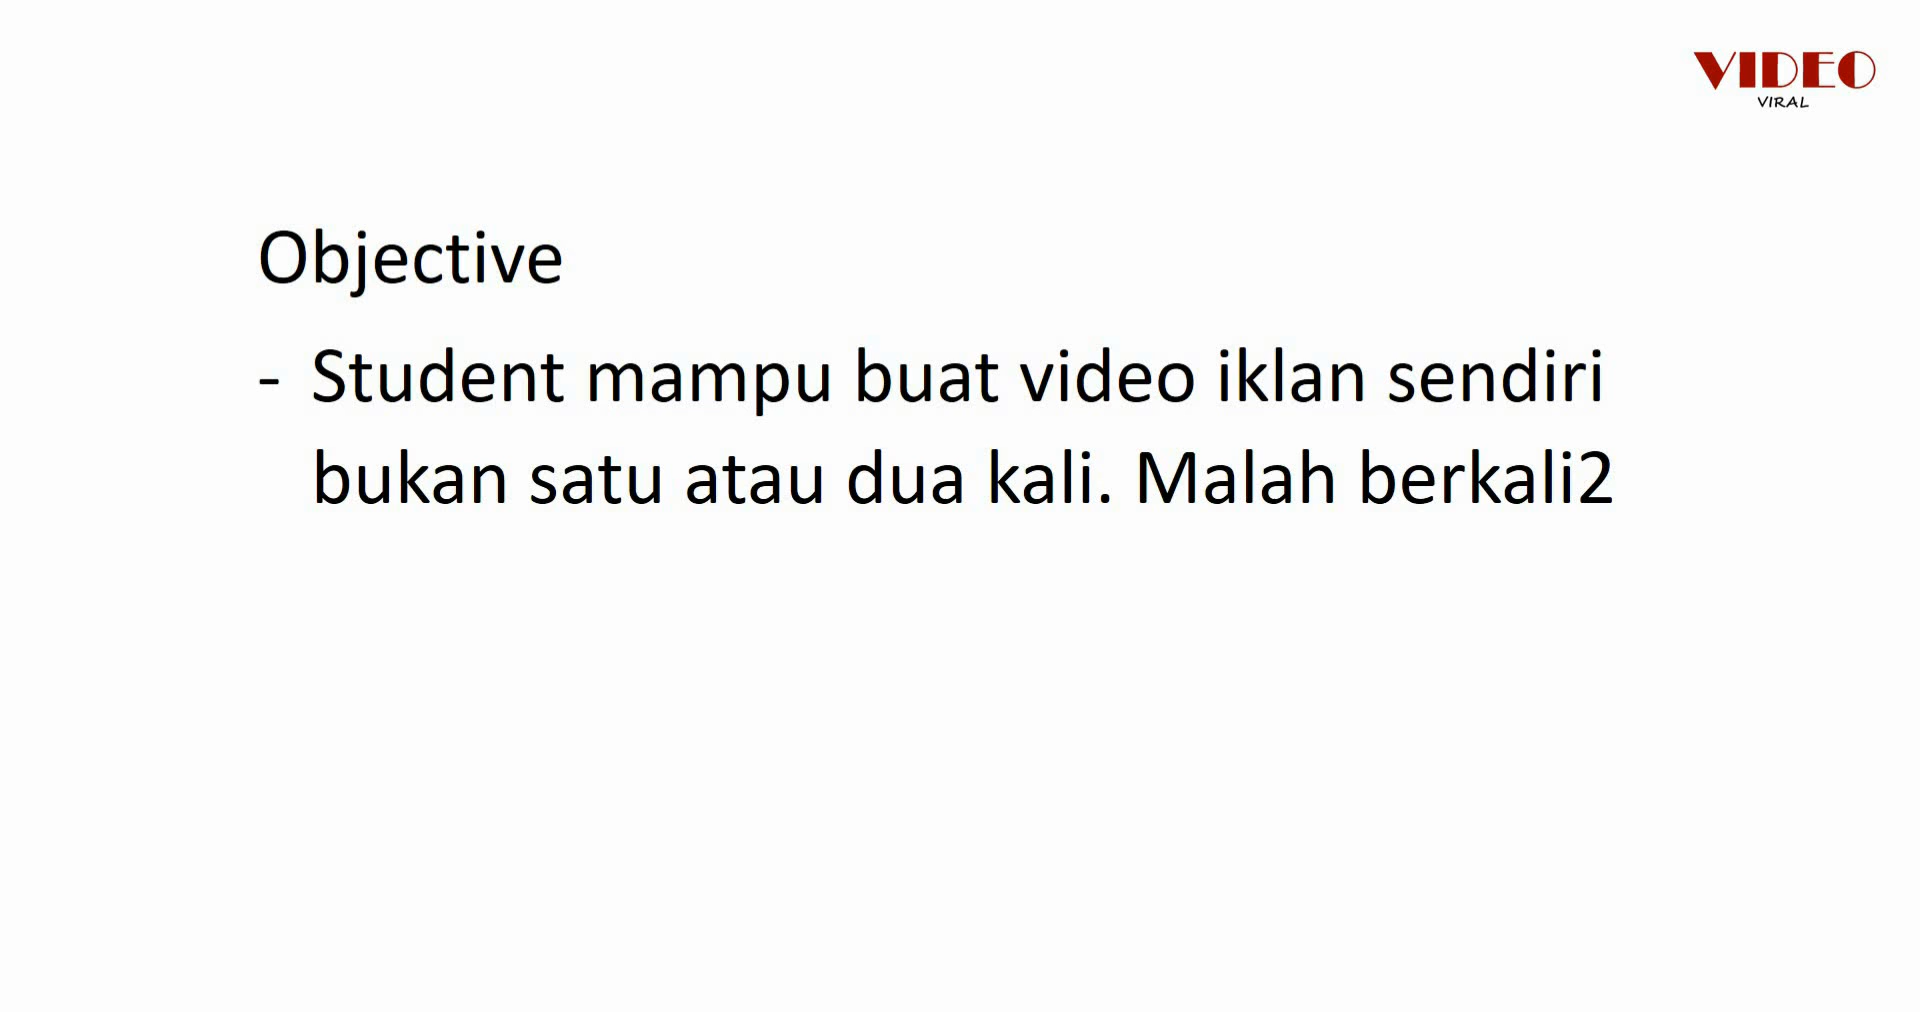 VIDEO
VIRAL
Objective
- Student mampu buat video iklan sendiri
bukan satu atau dua kali. Malah berkali2